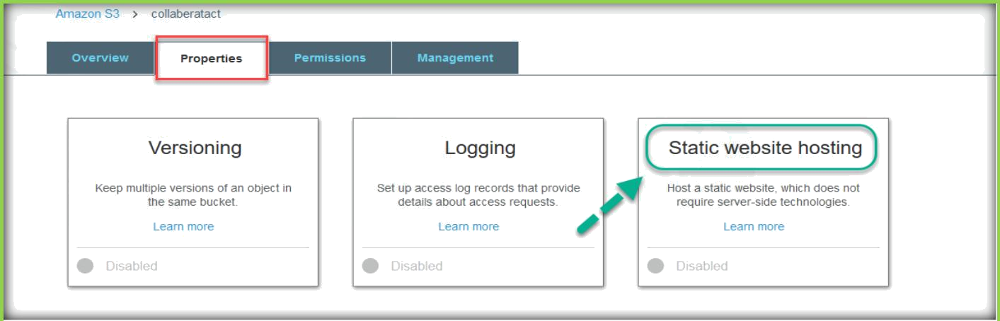 Amazon S3 > collaberatact
Overview Properties Permissions Management
Versioning
Keep multiple versions of an object in
the same bucket.
Learn more
Disabled
Logging
Set up access log records that provide
details about access requests.
Learn more
Disabled
Static website hosting
Host a static website, which does not
require server-side technologies.
Learn more
Disabled